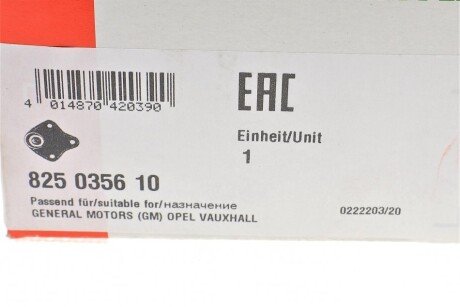 4 014870 420390
EAC
Einheit/Unit
1
825 0356 10
Passend für/suitable for/назначение
GENERAL MOTORS (GM) OPEL VAUXHALL
0222203/20